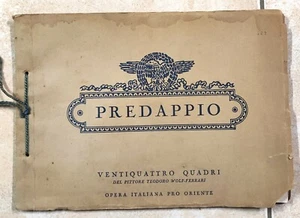 PREDAPPIO
VENTIQUATTRO QUADRI
DEL PITTORE TEODORO WOLF-FERRARI
OPERA ITALIANA PRO ORIENTE